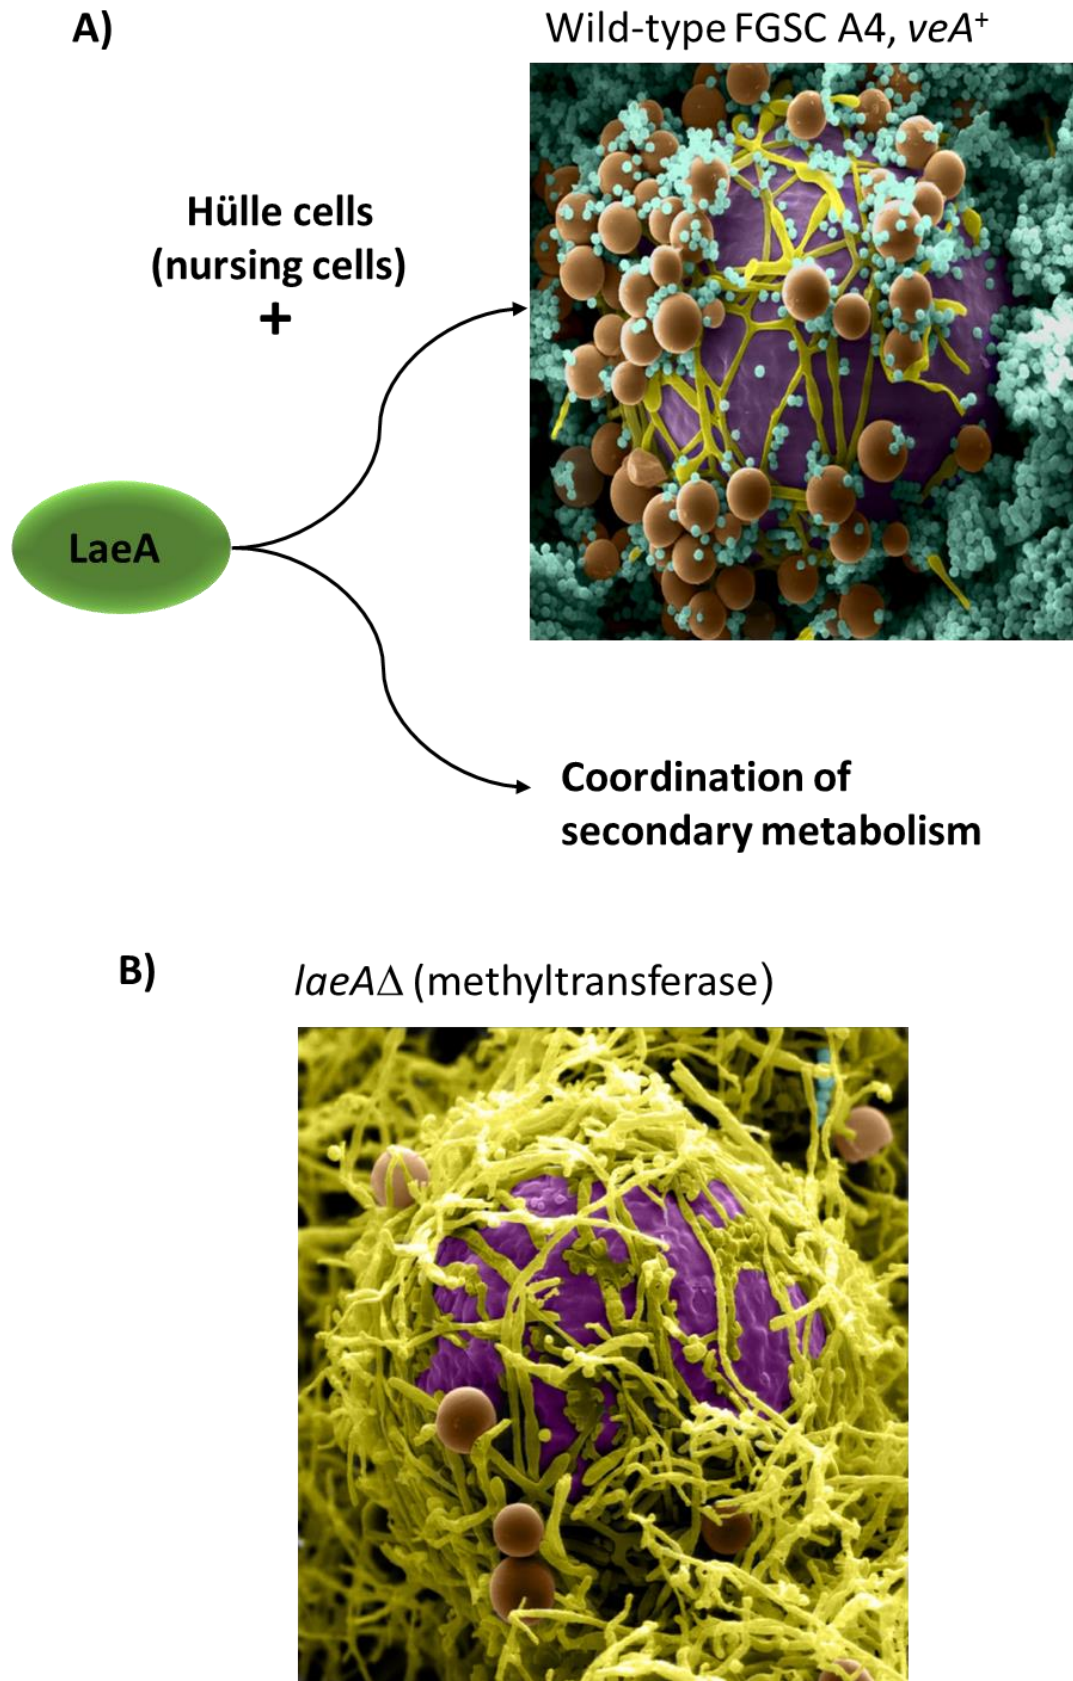 A)
Wild-type FGSC A4, veA⁺
Hülle cells
(nursing cells)
+
LaeA
Coordination of
secondary metabolism
B)
laeAΔ (methyltransferase)